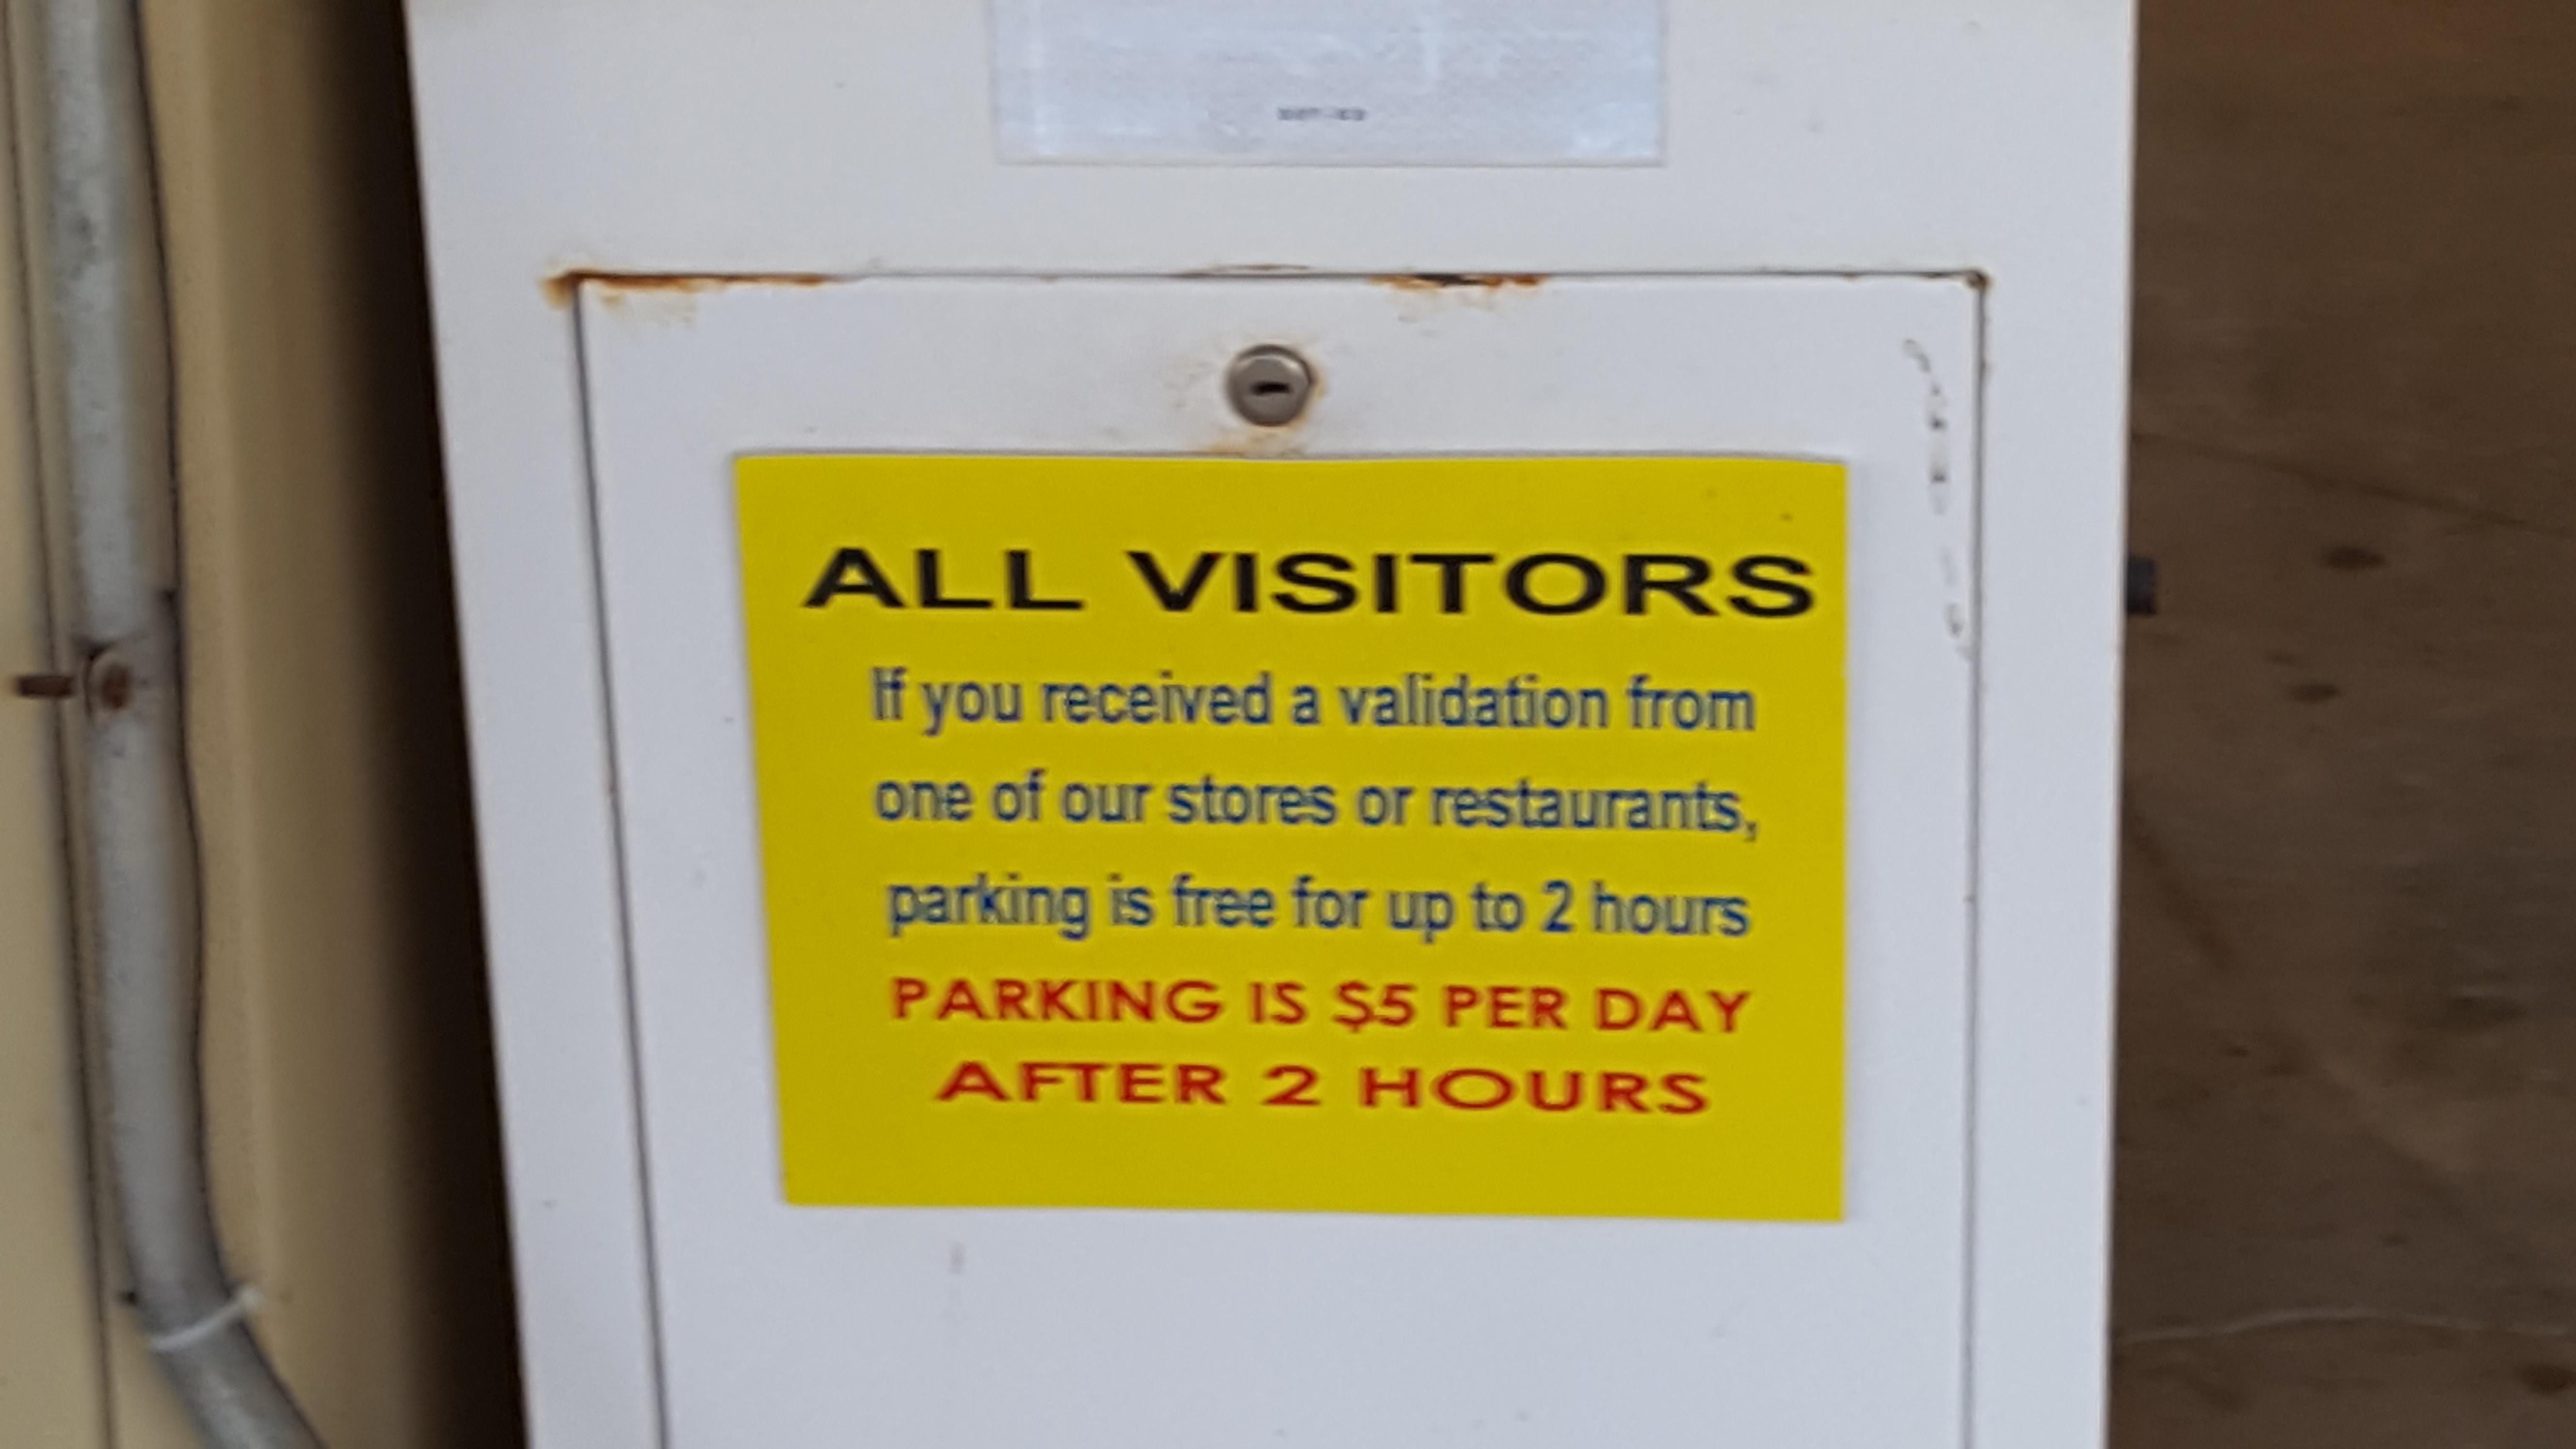 ALL VISITORS
If you received a validation from
one of our stores or restaurants,
parking is free for up to 2 hours
PARKING IS $5 PER DAY
AFTER 2 HOURS